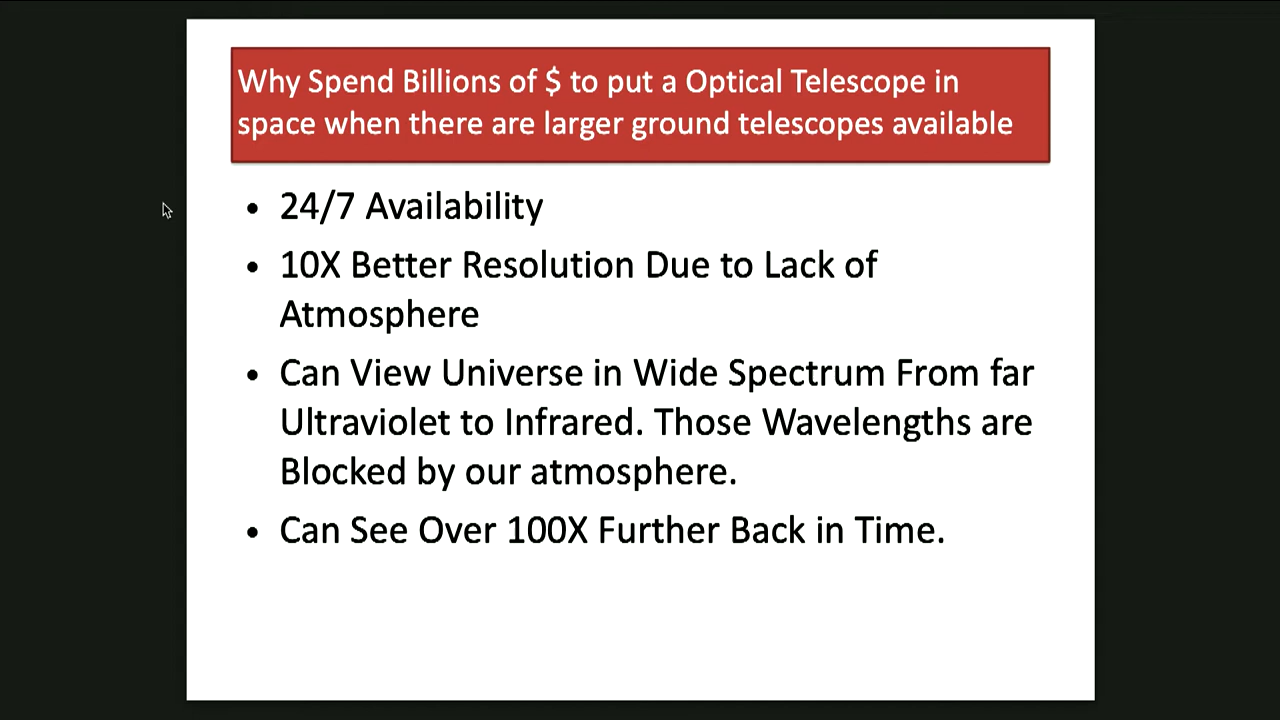 Why Spend Billions of $ to put a Optical Telescope in
space when there are larger ground telescopes available
• 24/7 Availability
• 10X Better Resolution Due to Lack of
Atmosphere
• Can View Universe in Wide Spectrum From far
Ultraviolet to Infrared. Those Wavelengths are
Blocked by our atmosphere.
• Can See Over 100X Further Back in Time.